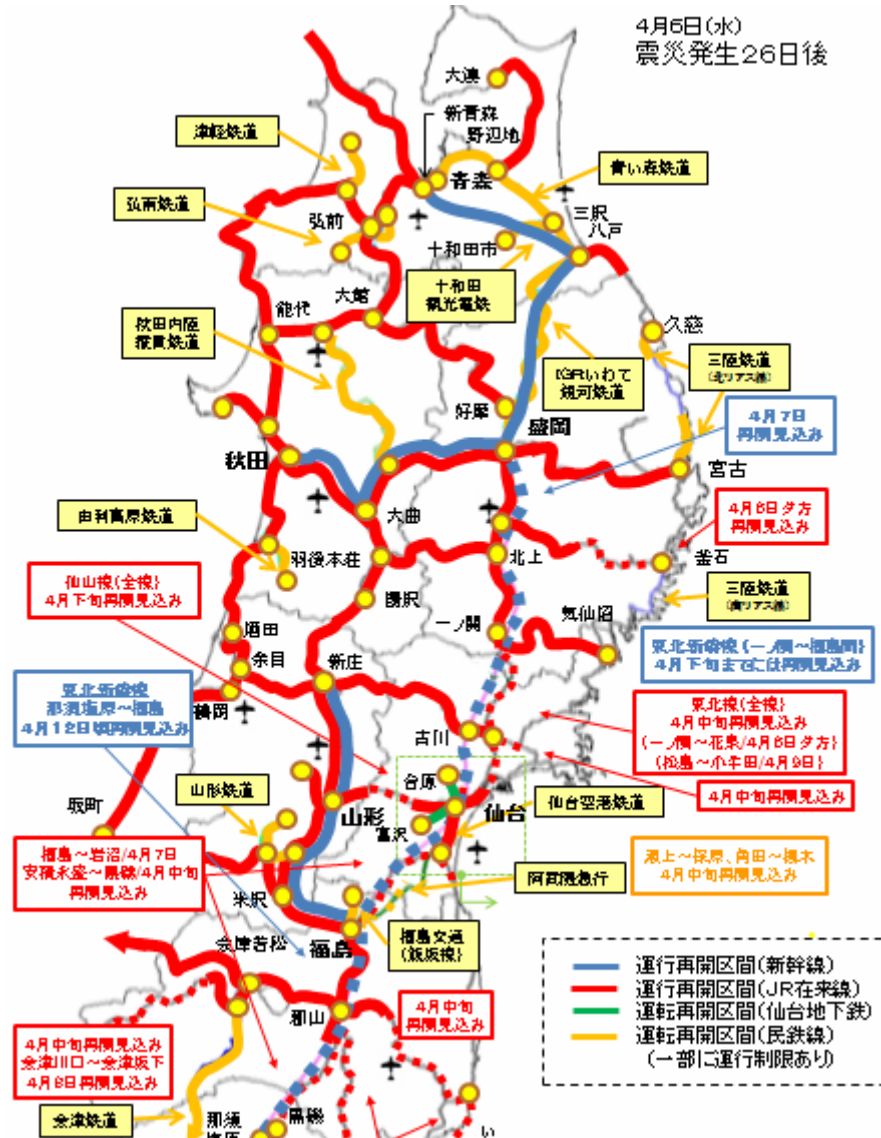 4月6日(水)
震災発生26日後
大湊
新青森
野辺地
津軽鉄道
青森
青い森鉄道
弘南鉄道
弘前
三沢
八戸
十和田市
十和田
観光電鉄
能代
大館
秋田内陸
縦貫鉄道
久慈
三陸鉄道
(北リアス線)
IGRいわて
銀河鉄道
好摩
盛岡
4月7日
再開見込み
秋田
宮古
大曲
4月6日夕方
再開見込み
由利高原鉄道
羽後本荘
北上
釜石
仙山線(全線)
4月下旬再開見込み
湯沢
三陸鉄道
(南リアス線)
一ノ関
気仙沼
酒田
余目
新庄
東北新幹線(一ノ関~福島間)
4月下旬までには再開見込み
東北新幹線
那須塩原~福島
4月12日頃再開見込み
鶴岡
古川
東北線(全線)
4月中旬再開見込み
(一ノ関~花泉/4月6日夕方)
(松島~小牛田/4月9日)
4月中旬再開見込み
山形鉄道
台原
坂町
山形
仙台
仙台空港鉄道
富沢
福島~岩沼/4月7日
安積永盛~黒磯/4月中旬
再開見込み
瀬上~梁原、角田~槻木
4月中旬再開見込み
米沢
阿武隈急行
会津若松
福島
福島交通
(飯坂線)
運行再開区間(新幹線)
運行再開区間(JR在来線)
運転再開区間(仙台地下鉄)
運転再開区間(民鉄線)
(一部に運行制限あり)
郡山
4月中旬
再開見込み
4月中旬再開見込み
会津川口~会津坂下
4月8日再開見込み
会津鉄道
那須
黒磯
い